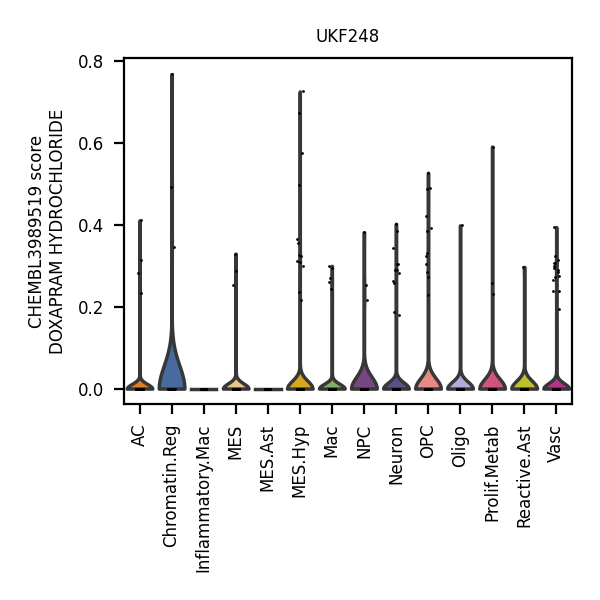 UKF248
CHEMBL3989519 score
DOXAPRAM HYDROCHLORIDE
0.8
0.6
0.4
0.2
0.0
AC
Chromatin.Reg
Inflammatory.Mac
MES
MES.Ast
MES.Hyp
Mac
NPC
Neuron
OPC
Oligo
Prolif.Metab
Reactive.Ast
Vasc